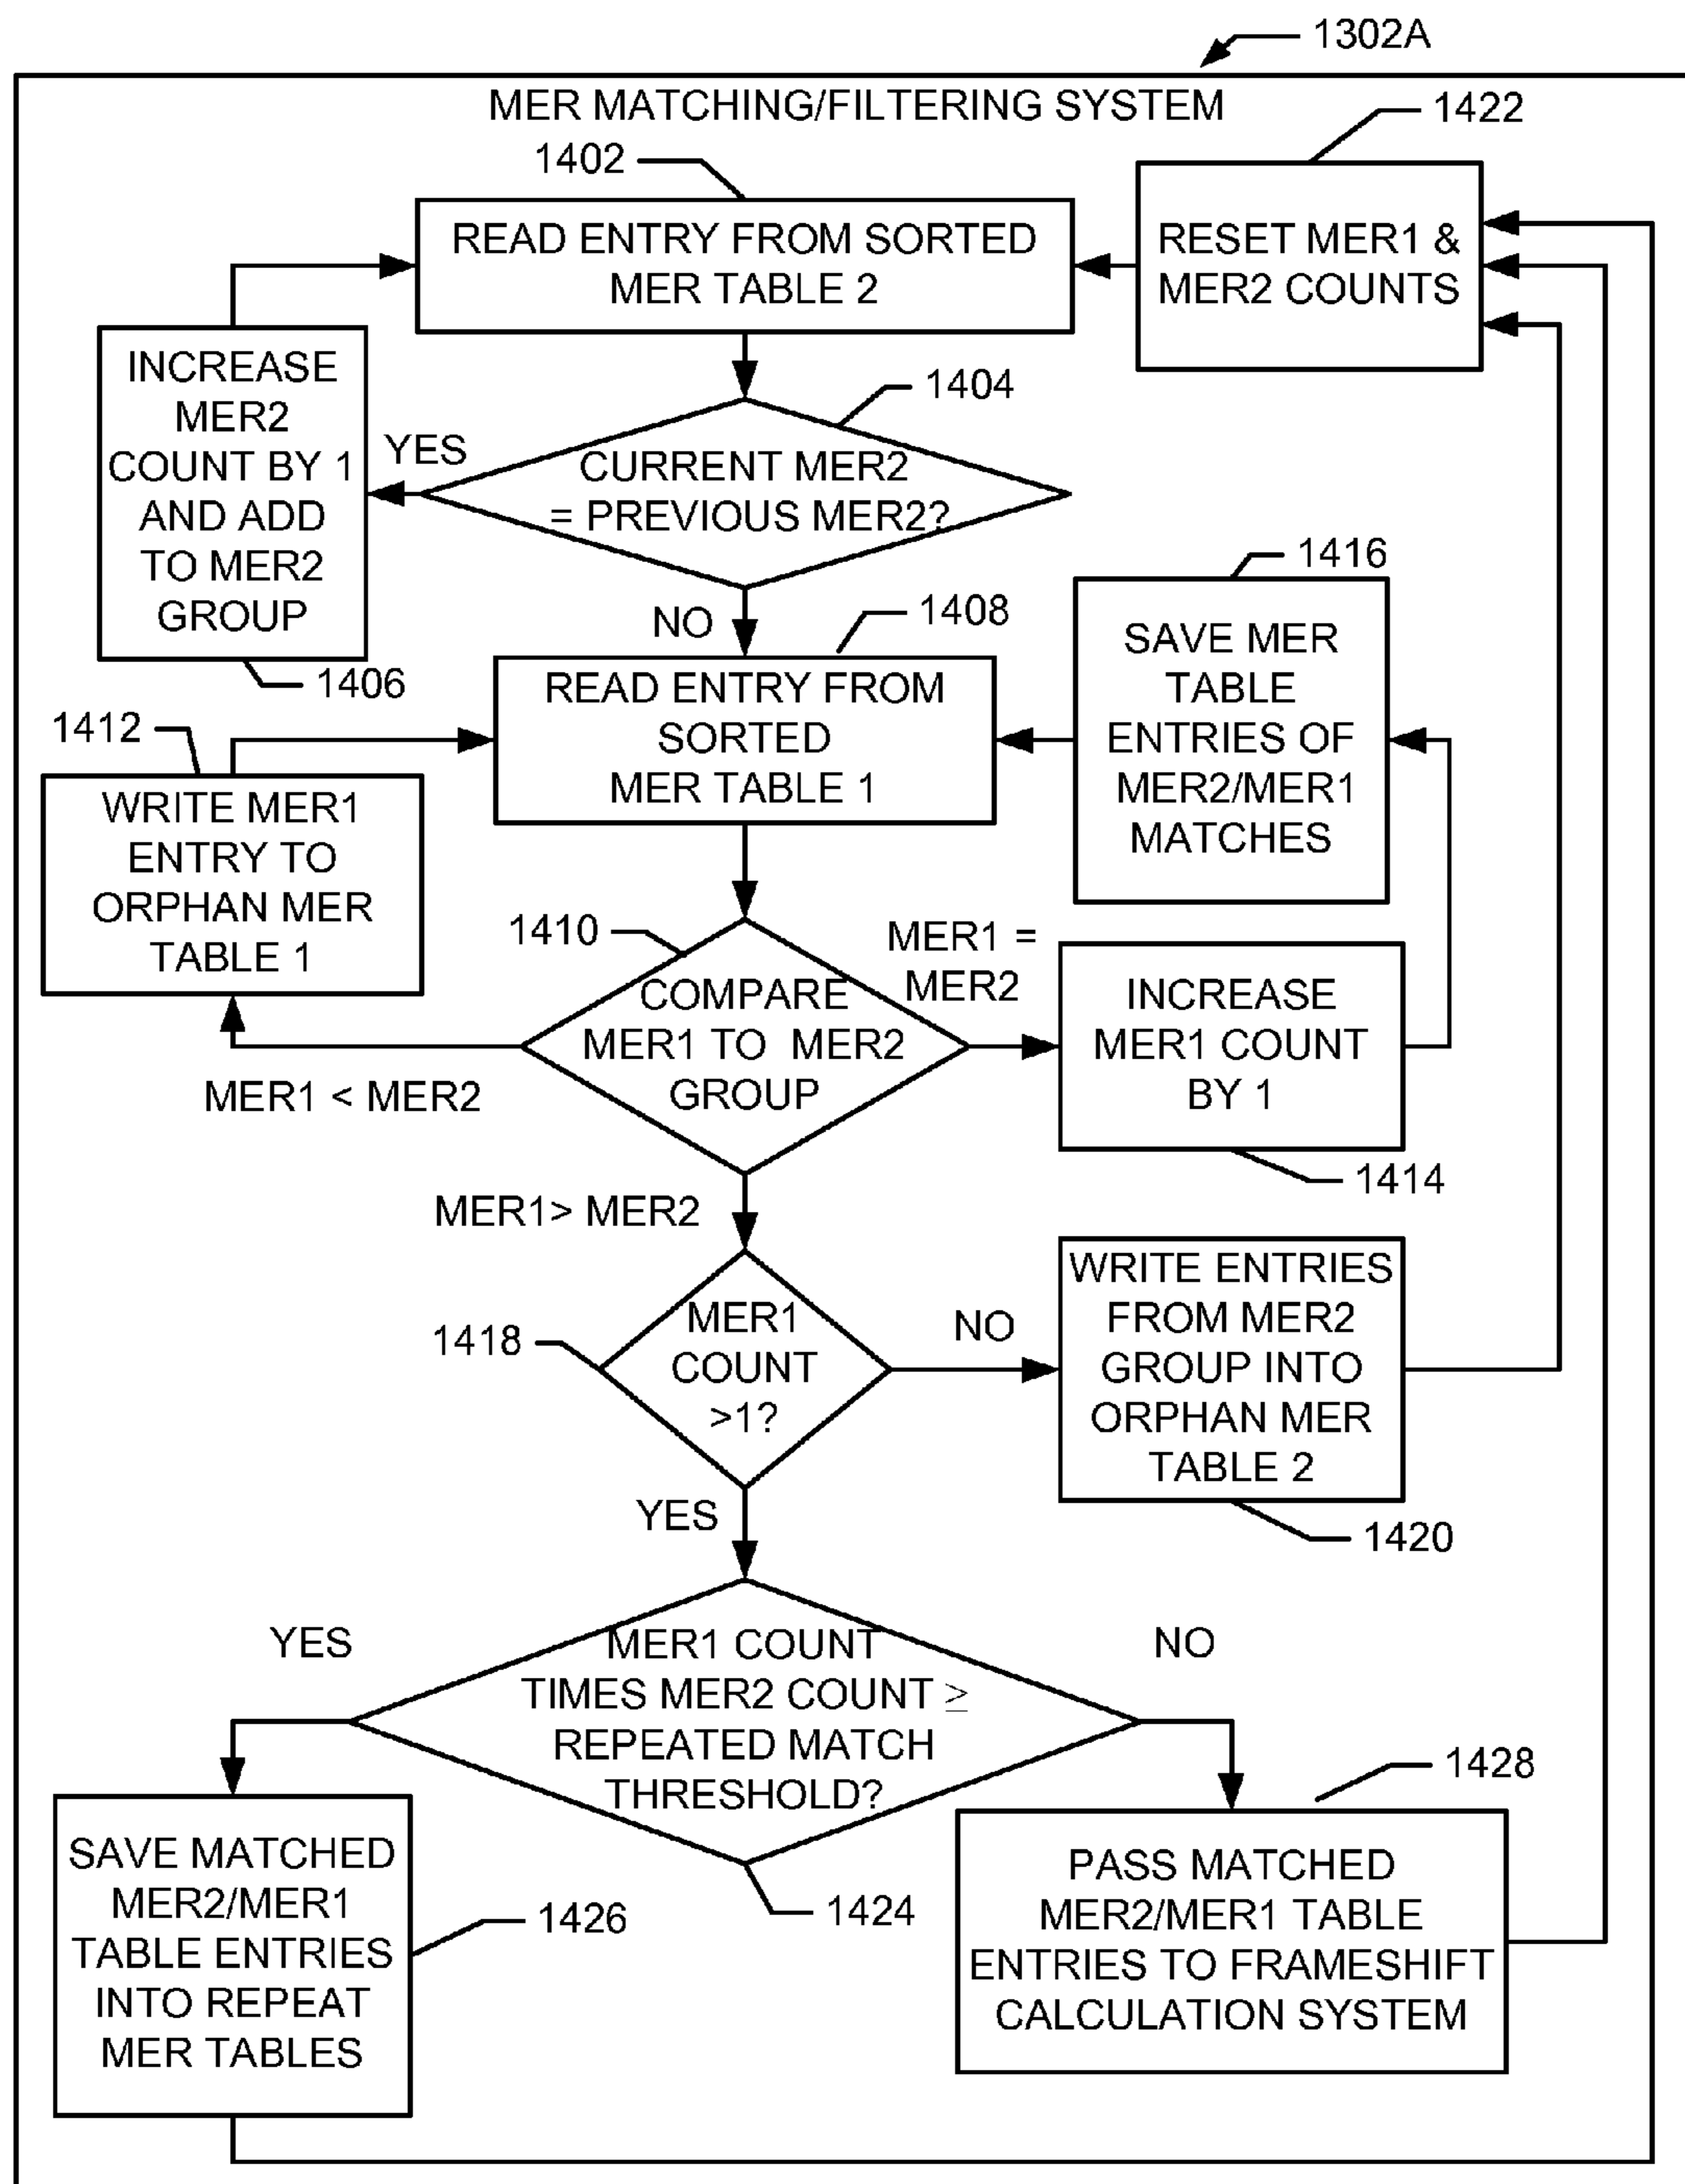 1302A
MER MATCHING/FILTERING SYSTEM
1422
1402
READ ENTRY FROM SORTED
MER TABLE 2
RESET MER1 &
MER2 COUNTS
INCREASE
MER2
COUNT BY 1
AND ADD
TO MER2
GROUP
1404
YES
CURRENT MER2
= PREVIOUS MER2?
1416
NO
1408
1406
READ ENTRY FROM
SORTED
MER TABLE 1
SAVE MER
TABLE
ENTRIES OF
MER2/MER1
MATCHES
1412
WRITE MER1
ENTRY TO
ORPHAN MER
TABLE 1
1410
MER1 =
MER2
COMPARE
MER1 TO MER2
GROUP
INCREASE
MER1 COUNT
BY 1
MER1 < MER2
1414
MER1> MER2
1418
MER1
COUNT
>1?
NO
WRITE ENTRIES
FROM MER2
GROUP INTO
ORPHAN MER
TABLE 2
YES
1420
YES
MER1 COUNT
TIMES MER2 COUNT ≥
REPEATED MATCH
THRESHOLD?
NO
1428
SAVE MATCHED
MER2/MER1
TABLE ENTRIES
INTO REPEAT
MER TABLES
1426
1424
PASS MATCHED
MER2/MER1 TABLE
ENTRIES TO FRAMESHIFT
CALCULATION SYSTEM